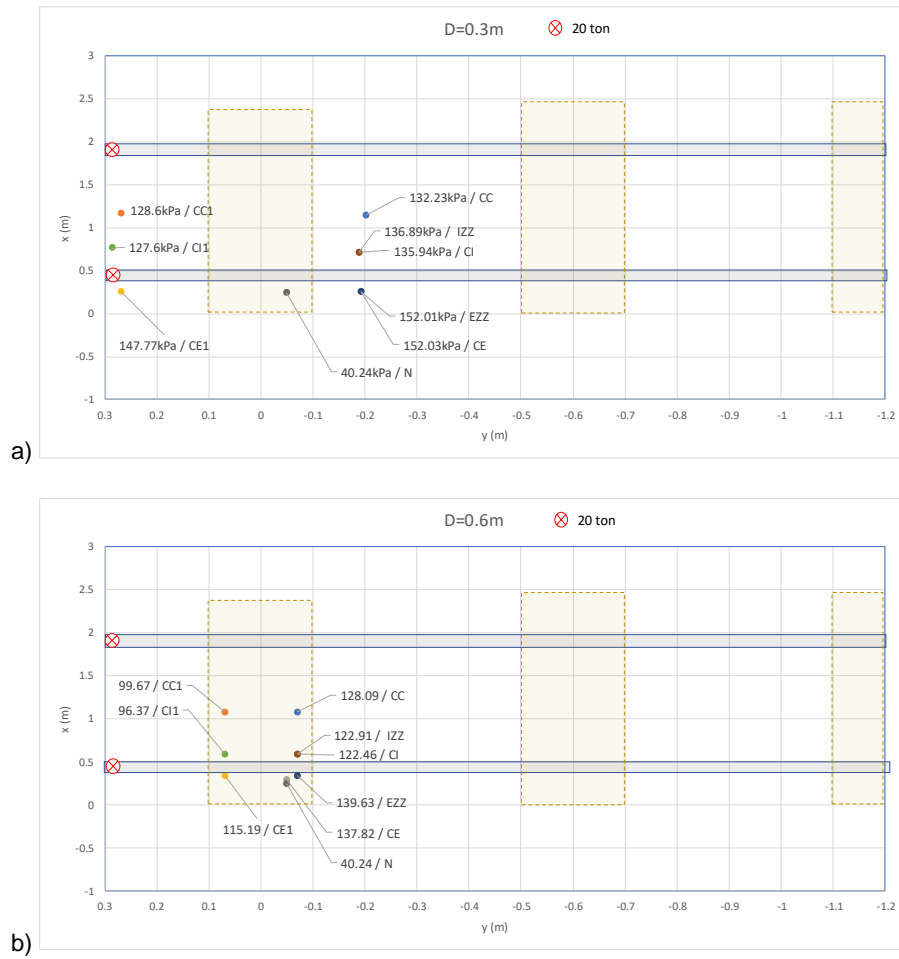 D=0.3m
20 ton
3
2.5
2
1.5
1
0.5
0
-0.5
-1
x (m)
128.6kPa / CC1
127.6kPa / CI1
147.77kPa / CE1
132.23kPa / CC
136.89kPa / IZZ
135.94kPa / CI
152.01kPa / EZZ
152.03kPa / CE
40.24kPa / N
0.3 0.2 0.1 0 -0.1 -0.2 -0.3 -0.4 -0.5 -0.6 -0.7 -0.8 -0.9 -1 -1.1 -1.2
y (m)
a)
D=0.6m
20 ton
3
2.5
2
1.5
1
0.5
0
-0.5
-1
x (m)
99.67 / CC1
96.37 / CI1
115.19 / CE1
128.09 / CC
122.91 / IZZ
122.46 / CI
139.63 / EZZ
137.82 / CE
40.24 / N
0.3 0.2 0.1 0 -0.1 -0.2 -0.3 -0.4 -0.5 -0.6 -0.7 -0.8 -0.9 -1 -1.1 -1.2
y (m)
b)